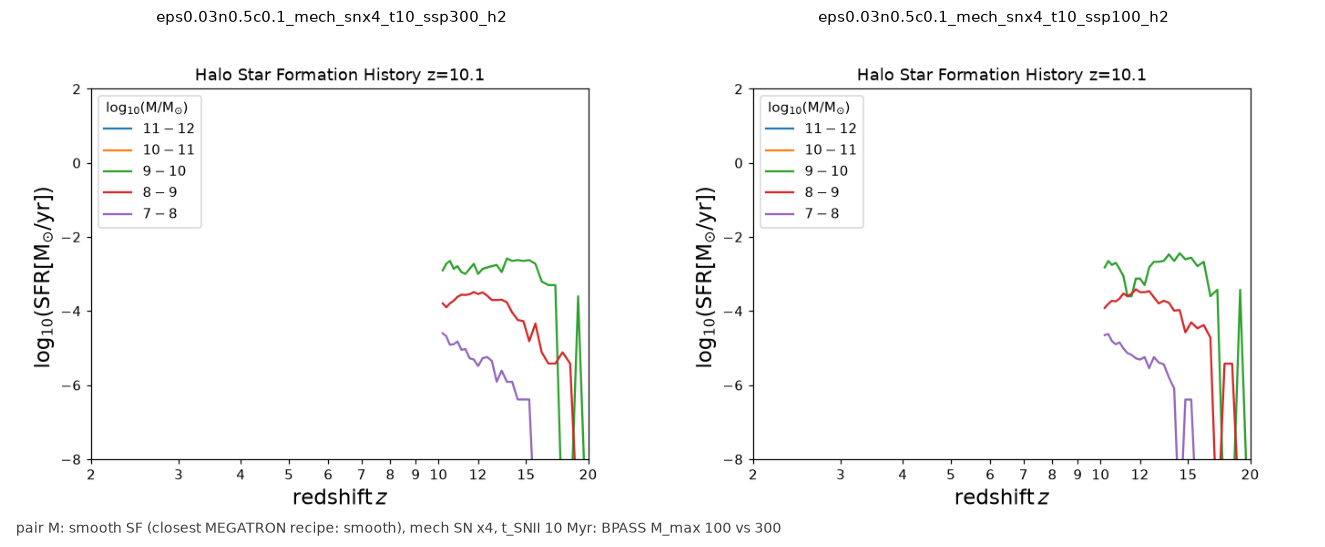 eps0.03n0.5c0.1_mech_snx4_t10_ssp300_h2
Halo Star Formation History z=10.1
log₁₀(SFR[M⊙/yr])
2
0
−2
−4
−6
−8
log₁₀(M/M⊙)
11 − 12
10 − 11
9 − 10
8 − 9
7 − 8
2 3 4 5 6 7 8 9 10 12 15 20
redshift z
eps0.03n0.5c0.1_mech_snx4_t10_ssp100_h2
Halo Star Formation History z=10.1
log₁₀(SFR[M⊙/yr])
2
0
−2
−4
−6
−8
log₁₀(M/M⊙)
11 − 12
10 − 11
9 − 10
8 − 9
7 − 8
2 3 4 5 6 7 8 9 10 12 15 20
redshift z
pair M: smooth SF (closest MEGATRON recipe: smooth), mech SN x4, t_SNII 10 Myr: BPASS M_max 100 vs 300